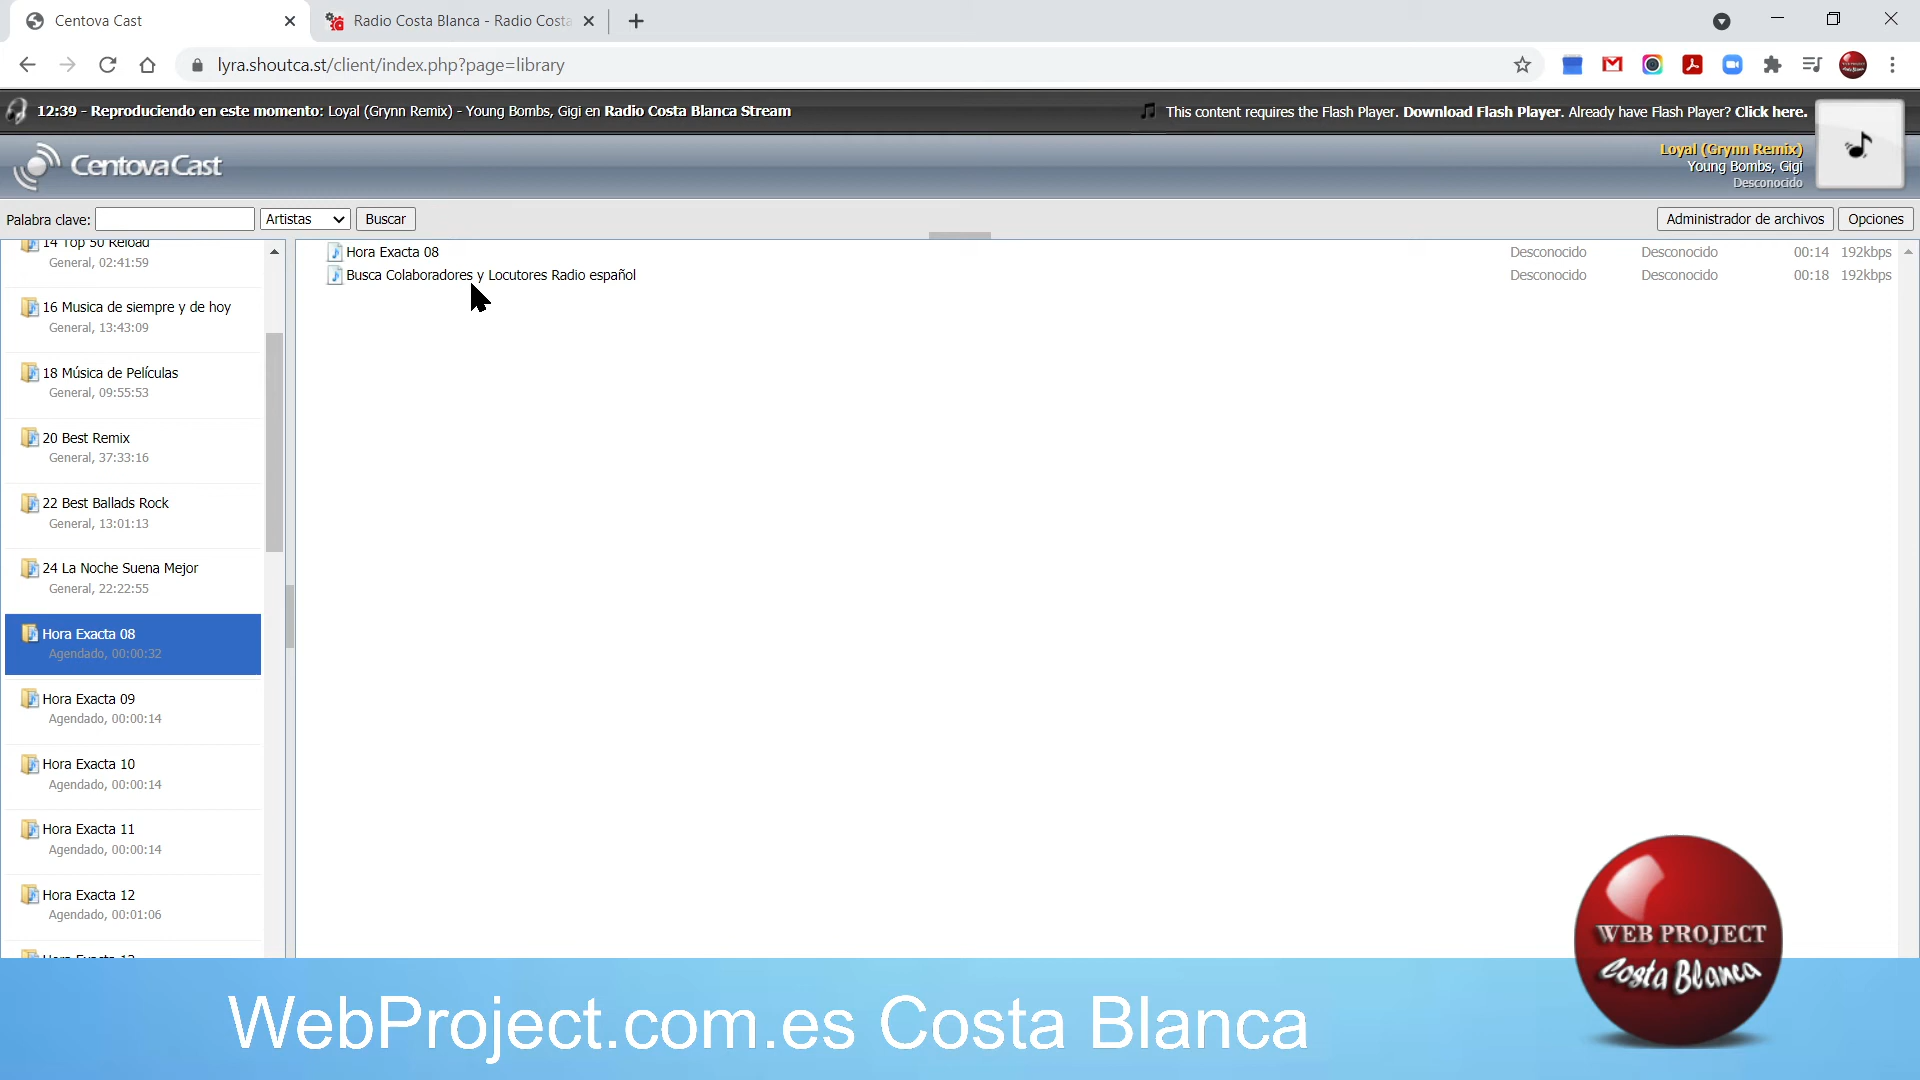 Centova Cast
Radio Costa Blanca - Radio Costa
lyra.shoutca.st/client/index.php?page=library
12:39 - Reproduciendo en este momento: Loyal (Grynn Remix) - Young Bombs, Gigi en Radio Costa Blanca Stream
This content requires the Flash Player. Download Flash Player. Already have Flash Player? Click here.
CentovaCast
Loyal (Grynn Remix)
Young Bombs, Gigi
Desconocido
Palabra clave: Artistas Buscar Administrador de archivos Opciones
14 Top 50 Reload
General, 02:41:59
16 Musica de siempre y de hoy
General, 13:43:09
18 Música de Películas
General, 09:55:53
20 Best Remix
General, 37:33:16
22 Best Ballads Rock
General, 13:01:13
24 La Noche Suena Mejor
General, 22:22:55
Hora Exacta 08
Agendado, 00:00:32
Hora Exacta 09
Agendado, 00:00:14
Hora Exacta 10
Agendado, 00:00:14
Hora Exacta 11
Agendado, 00:00:14
Hora Exacta 12
Agendado, 00:01:06
Hora Exacta 08 Desconocido Desconocido 00:14 192kbps
Busca Colaboradores y Locutores Radio español Desconocido Desconocido 00:18 192kbps
WEB PROJECT
Costa Blanca
WebProject.com.es Costa Blanca